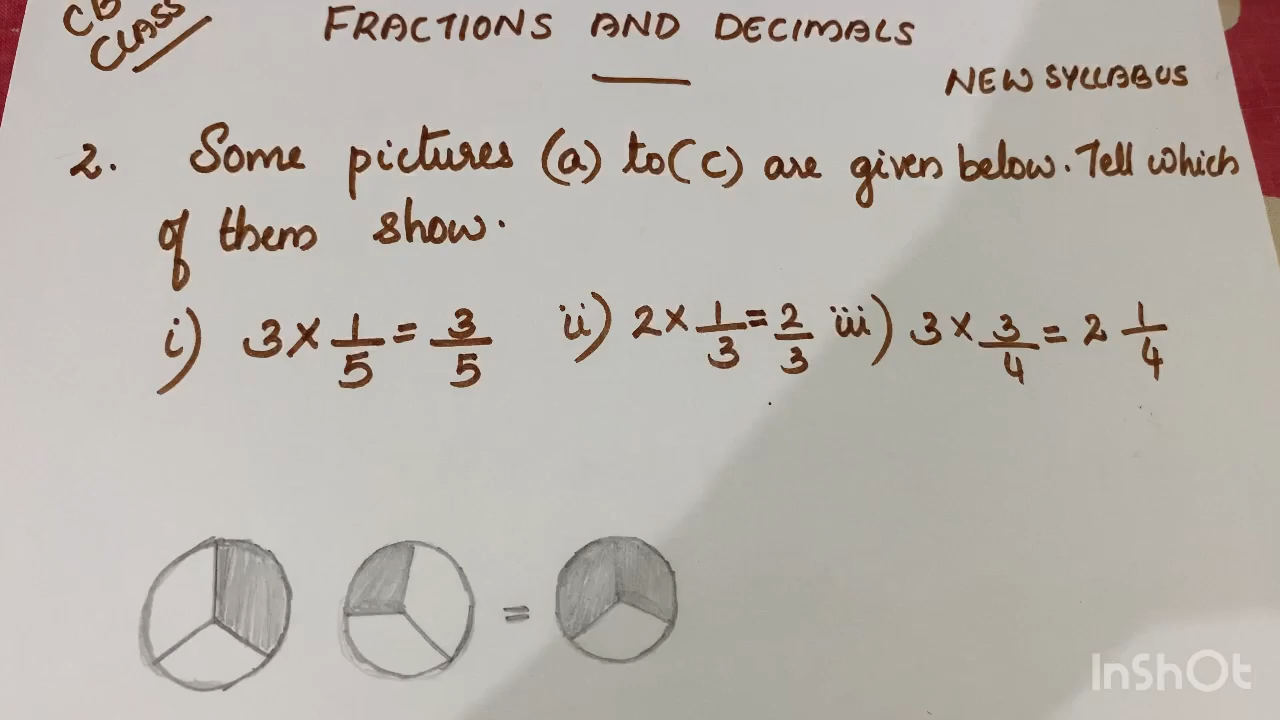 CLASS
FRACTIONS AND DECIMALS
NEW SYLLABUS
2. Some pictures (a) to (c) are given below. Tell which
of them show.
i) 3 × 1/5 = 3/5 ii) 2 × 1/3 = 2/3 iii) 3 × 3/4 = 2 1/4
=
InShOt